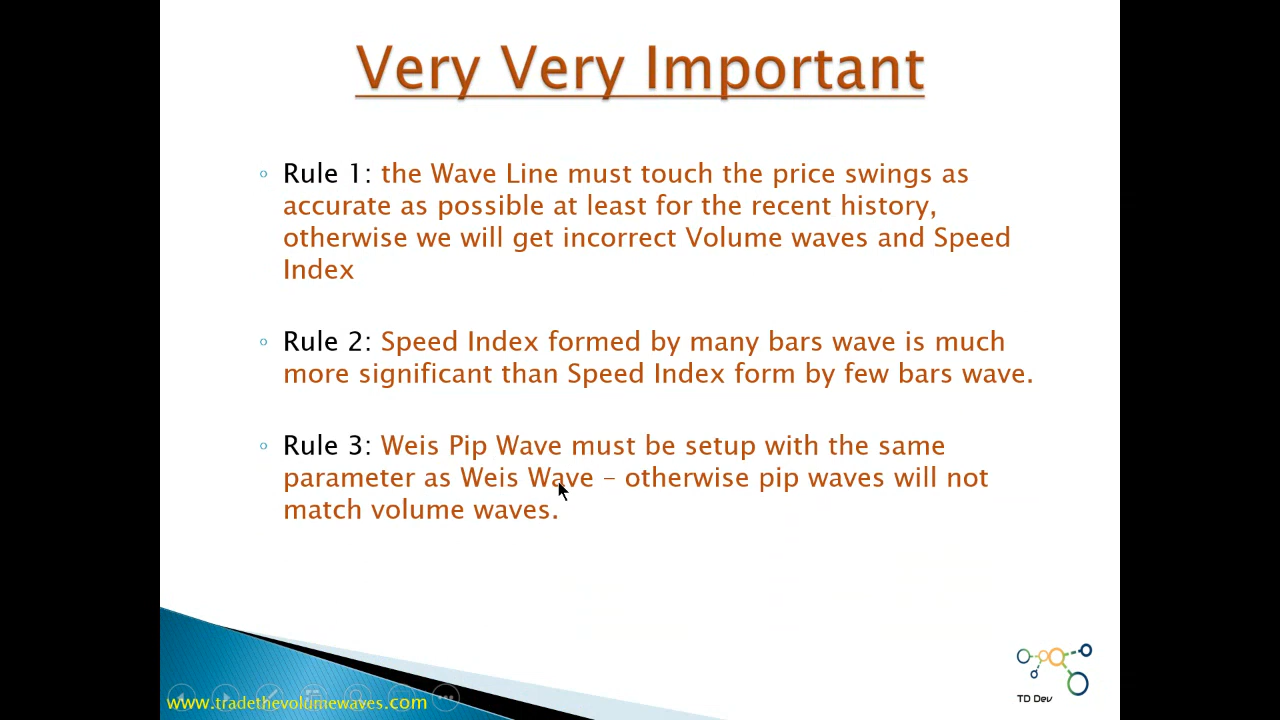 Very Very Important
Rule 1: the Wave Line must touch the price swings as
accurate as possible at least for the recent history,
otherwise we will get incorrect Volume waves and Speed
Index
Rule 2: Speed Index formed by many bars wave is much
more significant than Speed Index form by few bars wave.
Rule 3: Weis Pip Wave must be setup with the same
parameter as Weis Wave – otherwise pip waves will not
match volume waves.
www.tradethevolumewaves.com
TD Dev